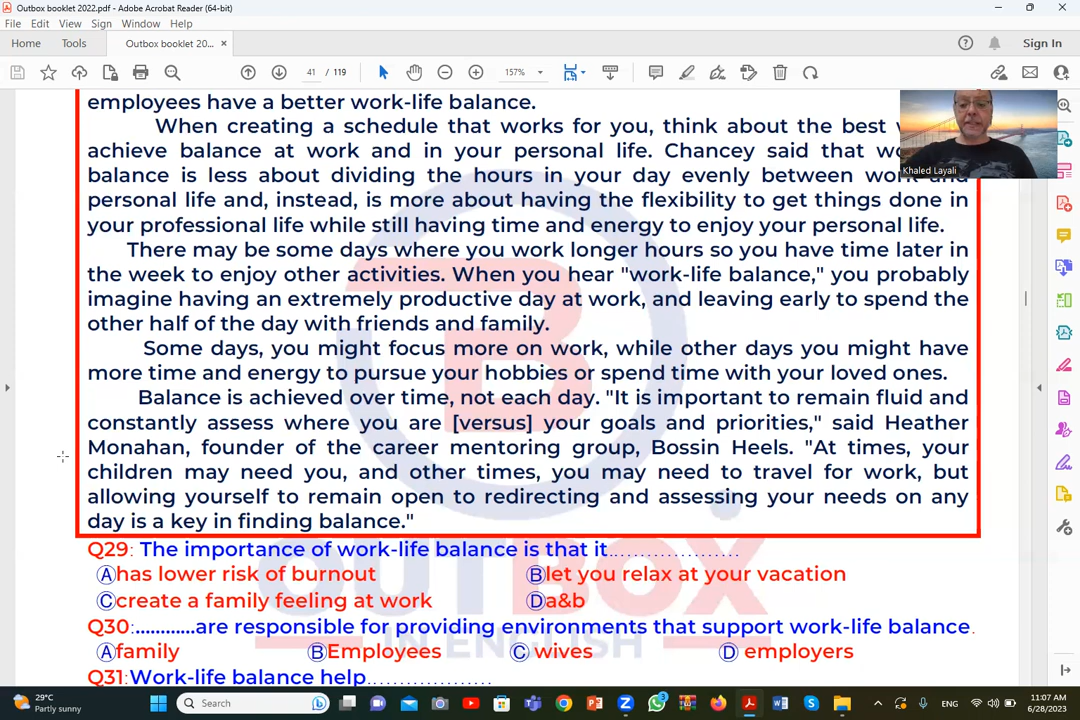 Outbox booklet 2022.pdf - Adobe Acrobat Reader (64-bit)
File Edit View Sign Window Help
Home Tools Outbox booklet 20... × Sign In
41 / 119 157%
employees have a better work-life balance.
When creating a schedule that works for you, think about the best
achieve balance at work and in your personal life. Chancey said that
balance is less about dividing the hours in your day evenly between work and
personal life and, instead, is more about having the flexibility to get things done in
your professional life while still having time and energy to enjoy your personal life.
There may be some days where you work longer hours so you have time later in
the week to enjoy other activities. When you hear "work-life balance," you probably
imagine having an extremely productive day at work, and leaving early to spend the
other half of the day with friends and family.
Some days, you might focus more on work, while other days you might have
more time and energy to pursue your hobbies or spend time with your loved ones.
Balance is achieved over time, not each day. "It is important to remain fluid and
constantly assess where you are [versus] your goals and priorities," said Heather
Monahan, founder of the career mentoring group, Bossin Heels. "At times, your
children may need you, and other times, you may need to travel for work, but
allowing yourself to remain open to redirecting and assessing your needs on any
day is a key in finding balance."
Khaled Layali
OUTBOX
IN ENGLISH
Q29: The importance of work-life balance is that it....................
Ⓐhas lower risk of burnout Ⓑlet you relax at your vacation
Ⓒcreate a family feeling at work Ⓓa&b
Q30:............are responsible for providing environments that support work-life balance.
Ⓐfamily ⒷEmployees Ⓒ wives Ⓓ employers
Q31:Work-life balance help...................
29°C
Partly sunny
Search
3
ENG
11:07 AM
6/28/2023